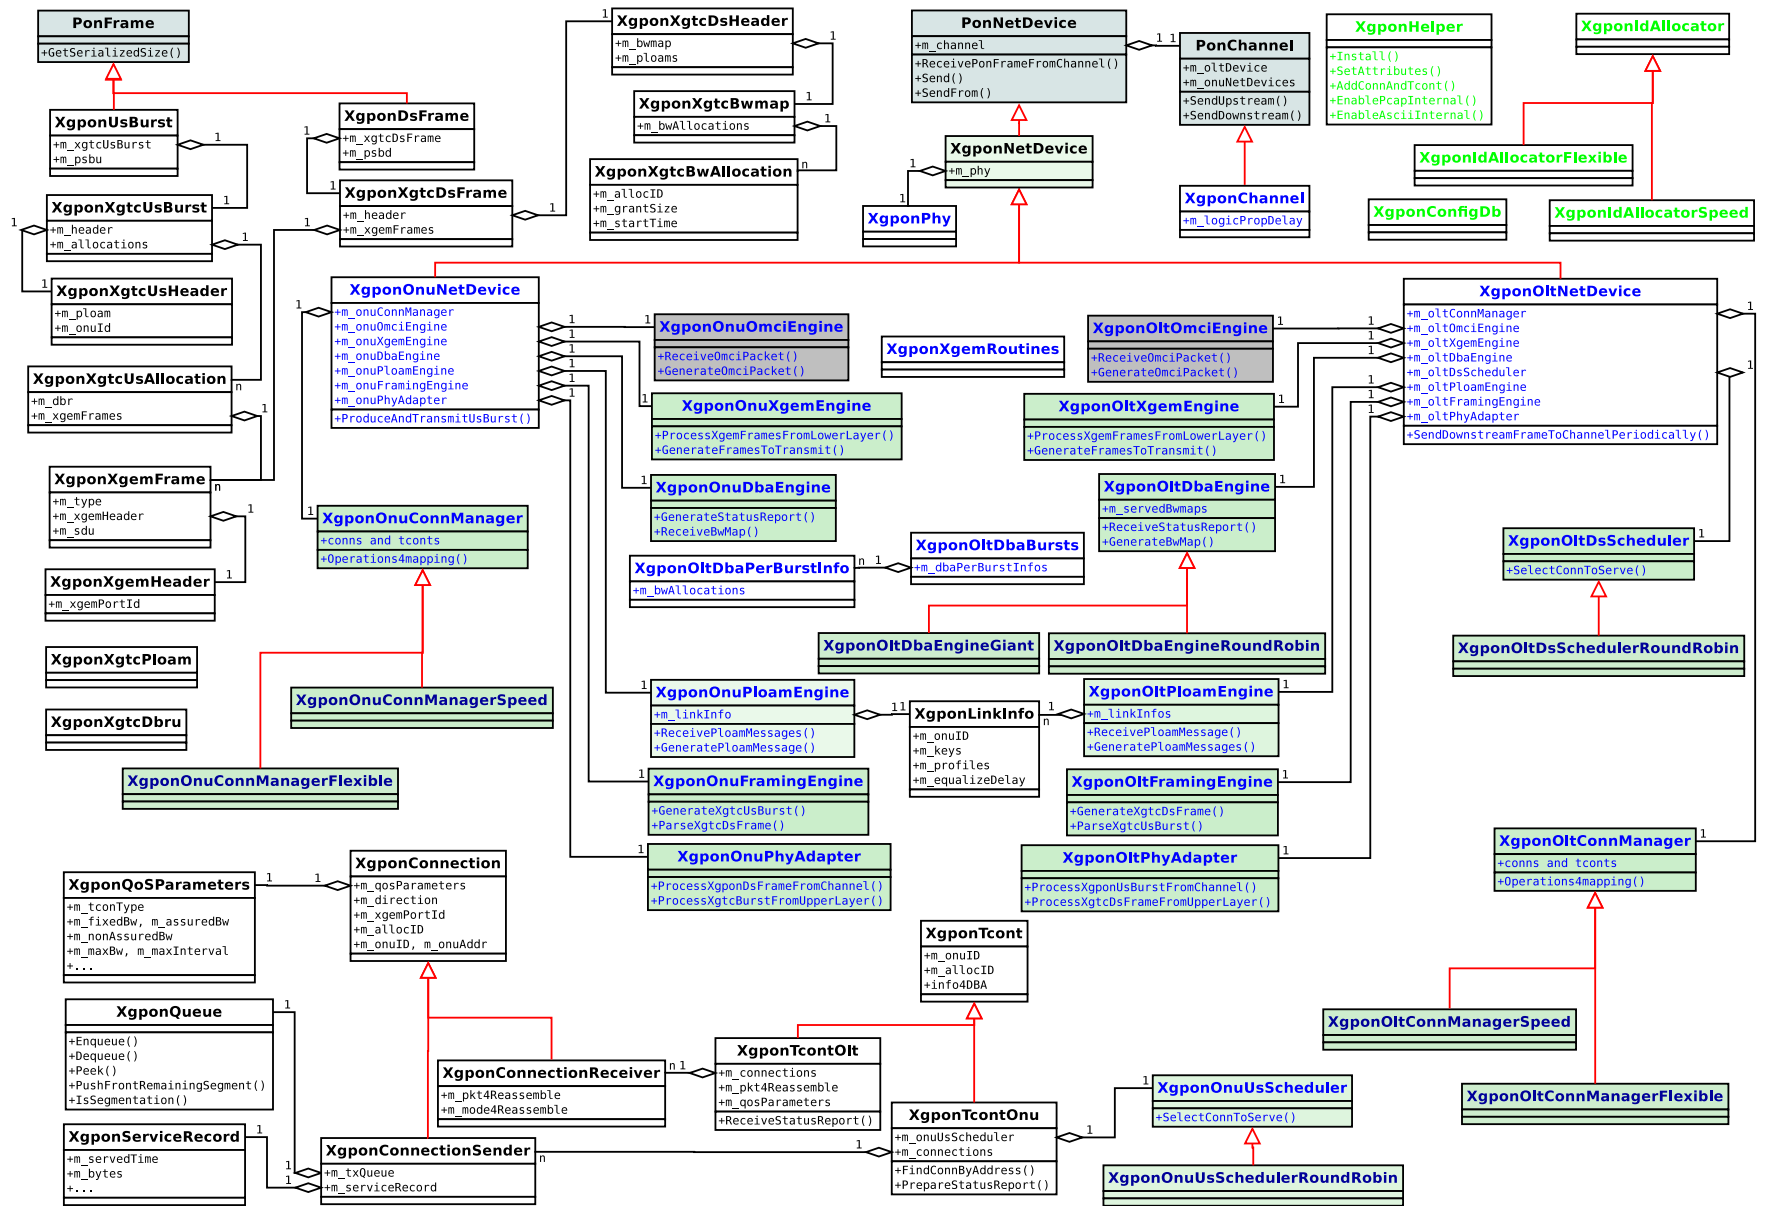 PonFrame
+GetSerializedSize()
XgponUsBurst
+m_xgtcUsBurst
+m_psbu
XgponDsFrame
+m_xgtcDsFrame
+m_psbd
XgponXgtcUsBurst
+m_header
+m_allocations
XgponXgtcDsFrame
+m_header
+m_xgemFrames
XgponXgtcUsHeader
+m_ploam
+m_onuId
XgponXgtcUsAllocation
+m_dbr
+m_xgemFrames
XgponXgemFrame
+m_type
+m_xgemHeader
+m_sdu
XgponXgemHeader
+m_xgemPortId
XgponXgtcPloam
XgponXgtcDbru
XgponXgtcDsHeader
+m_bwmap
+m_ploams
XgponXgtcBwmap
+m_bwAllocations
XgponXgtcBwAllocation
+m_allocID
+m_grantSize
+m_startTime
PonNetDevice
+m_channel
+ReceivePonFrameFromChannel()
+Send()
+SendFrom()
PonChannel
+m_oltDevice
+m_onuNetDevices
+SendUpstream()
+SendDownstream()
XgponNetDevice
+m_phy
XgponPhy
XgponChannel
+m_logicPropDelay
XgponHelper
+Install()
+SetAttributes()
+AddConnAndTcont()
+EnablePcapInternal()
+EnableAsciiInternal()
XgponIdAllocator
XgponIdAllocatorFlexible
XgponConfigDb
XgponIdAllocatorSpeed
XgponOnuNetDevice
+m_onuConnManager
+m_onuOmciEngine
+m_onuXgemEngine
+m_onuDbaEngine
+m_onuPloamEngine
+m_onuFramingEngine
+m_onuPhyAdapter
+ProduceAndTransmitUsBurst()
XgponOltNetDevice
+m_oltConnManager
+m_oltOmciEngine
+m_oltXgemEngine
+m_oltDbaEngine
+m_oltDsScheduler
+m_oltPloamEngine
+m_oltFramingEngine
+m_oltPhyAdapter
+SendDownstreamFrameToChannelPeriodically()
XgponOnuOmciEngine
+ReceiveOmciPacket()
+GenerateOmciPacket()
XgponXgemRoutines
XgponOltOmciEngine
+ReceiveOmciPacket()
+GenerateOmciPacket()
XgponOnuXgemEngine
+ProcessXgemFramesFromLowerLayer()
+GenerateFramesToTransmit()
XgponOltXgemEngine
+ProcessXgemFramesFromLowerLayer()
+GenerateFramesToTransmit()
XgponOnuDbaEngine
+GenerateStatusReport()
+ReceiveBwMap()
XgponOltDbaEngine
+m_servedBwmaps
+ReceiveStatusReport()
+GenerateBwMap()
XgponOnuConnManager
+conns and tconts
+Operations4mapping()
XgponOltDbaPerBurstInfo
+m_bwAllocations
XgponOltDbaBursts
+m_dbaPerBurstInfos
XgponOltDsScheduler
+SelectConnToServe()
XgponOltDbaEngineGiant
XgponOltDbaEngineRoundRobin
XgponOltDsSchedulerRoundRobin
XgponOnuConnManagerSpeed
XgponOnuConnManagerFlexible
XgponOnuPloamEngine
+m_linkInfo
+ReceivePloamMessages()
+GeneratePloamMessage()
XgponLinkInfo
+m_onuID
+m_keys
+m_profiles
+m_equalizeDelay
XgponOltPloamEngine
+m_linkInfos
+ReceivePloamMessage()
+GeneratePloamMessages()
XgponOnuFramingEngine
+GenerateXgtcUsBurst()
+ParseXgtcDsFrame()
XgponOltFramingEngine
+GenerateXgtcDsFrame()
+ParseXgtcUsBurst()
XgponOnuPhyAdapter
+ProcessXgponDsFrameFromChannel()
+ProcessXgtcBurstFromUpperLayer()
XgponOltPhyAdapter
+ProcessXgponUsBurstFromChannel()
+ProcessXgtcDsFrameFromUpperLayer()
XgponOltConnManager
+conns and tconts
+Operations4mapping()
XgponOltConnManagerSpeed
XgponOltConnManagerFlexible
XgponQoSParameters
+m_tconType
+m_fixedBw, m_assuredBw
+m_nonAssuredBw
+m_maxBw, m_maxInterval
+...
XgponConnection
+m_qosParameters
+m_direction
+m_xgemPortId
+m_allocID
+m_onuID, m_onuAddr
XgponQueue
+Enqueue()
+Dequeue()
+Peek()
+PushFrontRemainingSegment()
+IsSegmentation()
XgponServiceRecord
+m_servedTime
+m_bytes
+...
XgponConnectionReceiver
+m_pkt4Reassemble
+m_mode4Reassemble
XgponConnectionSender
+m_txQueue
+m_serviceRecord
XgponTcont
+m_onuID
+m_allocID
+info4DBA
XgponTcontOlt
+m_connections
+m_pkt4Reassemble
+m_qosParameters
+ReceiveStatusReport()
XgponTcontOnu
+m_onuUsScheduler
+m_connections
+FindConnByAddress()
+PrepareStatusReport()
XgponOnuUsScheduler
+SelectConnToServe()
XgponOnuUsSchedulerRoundRobin